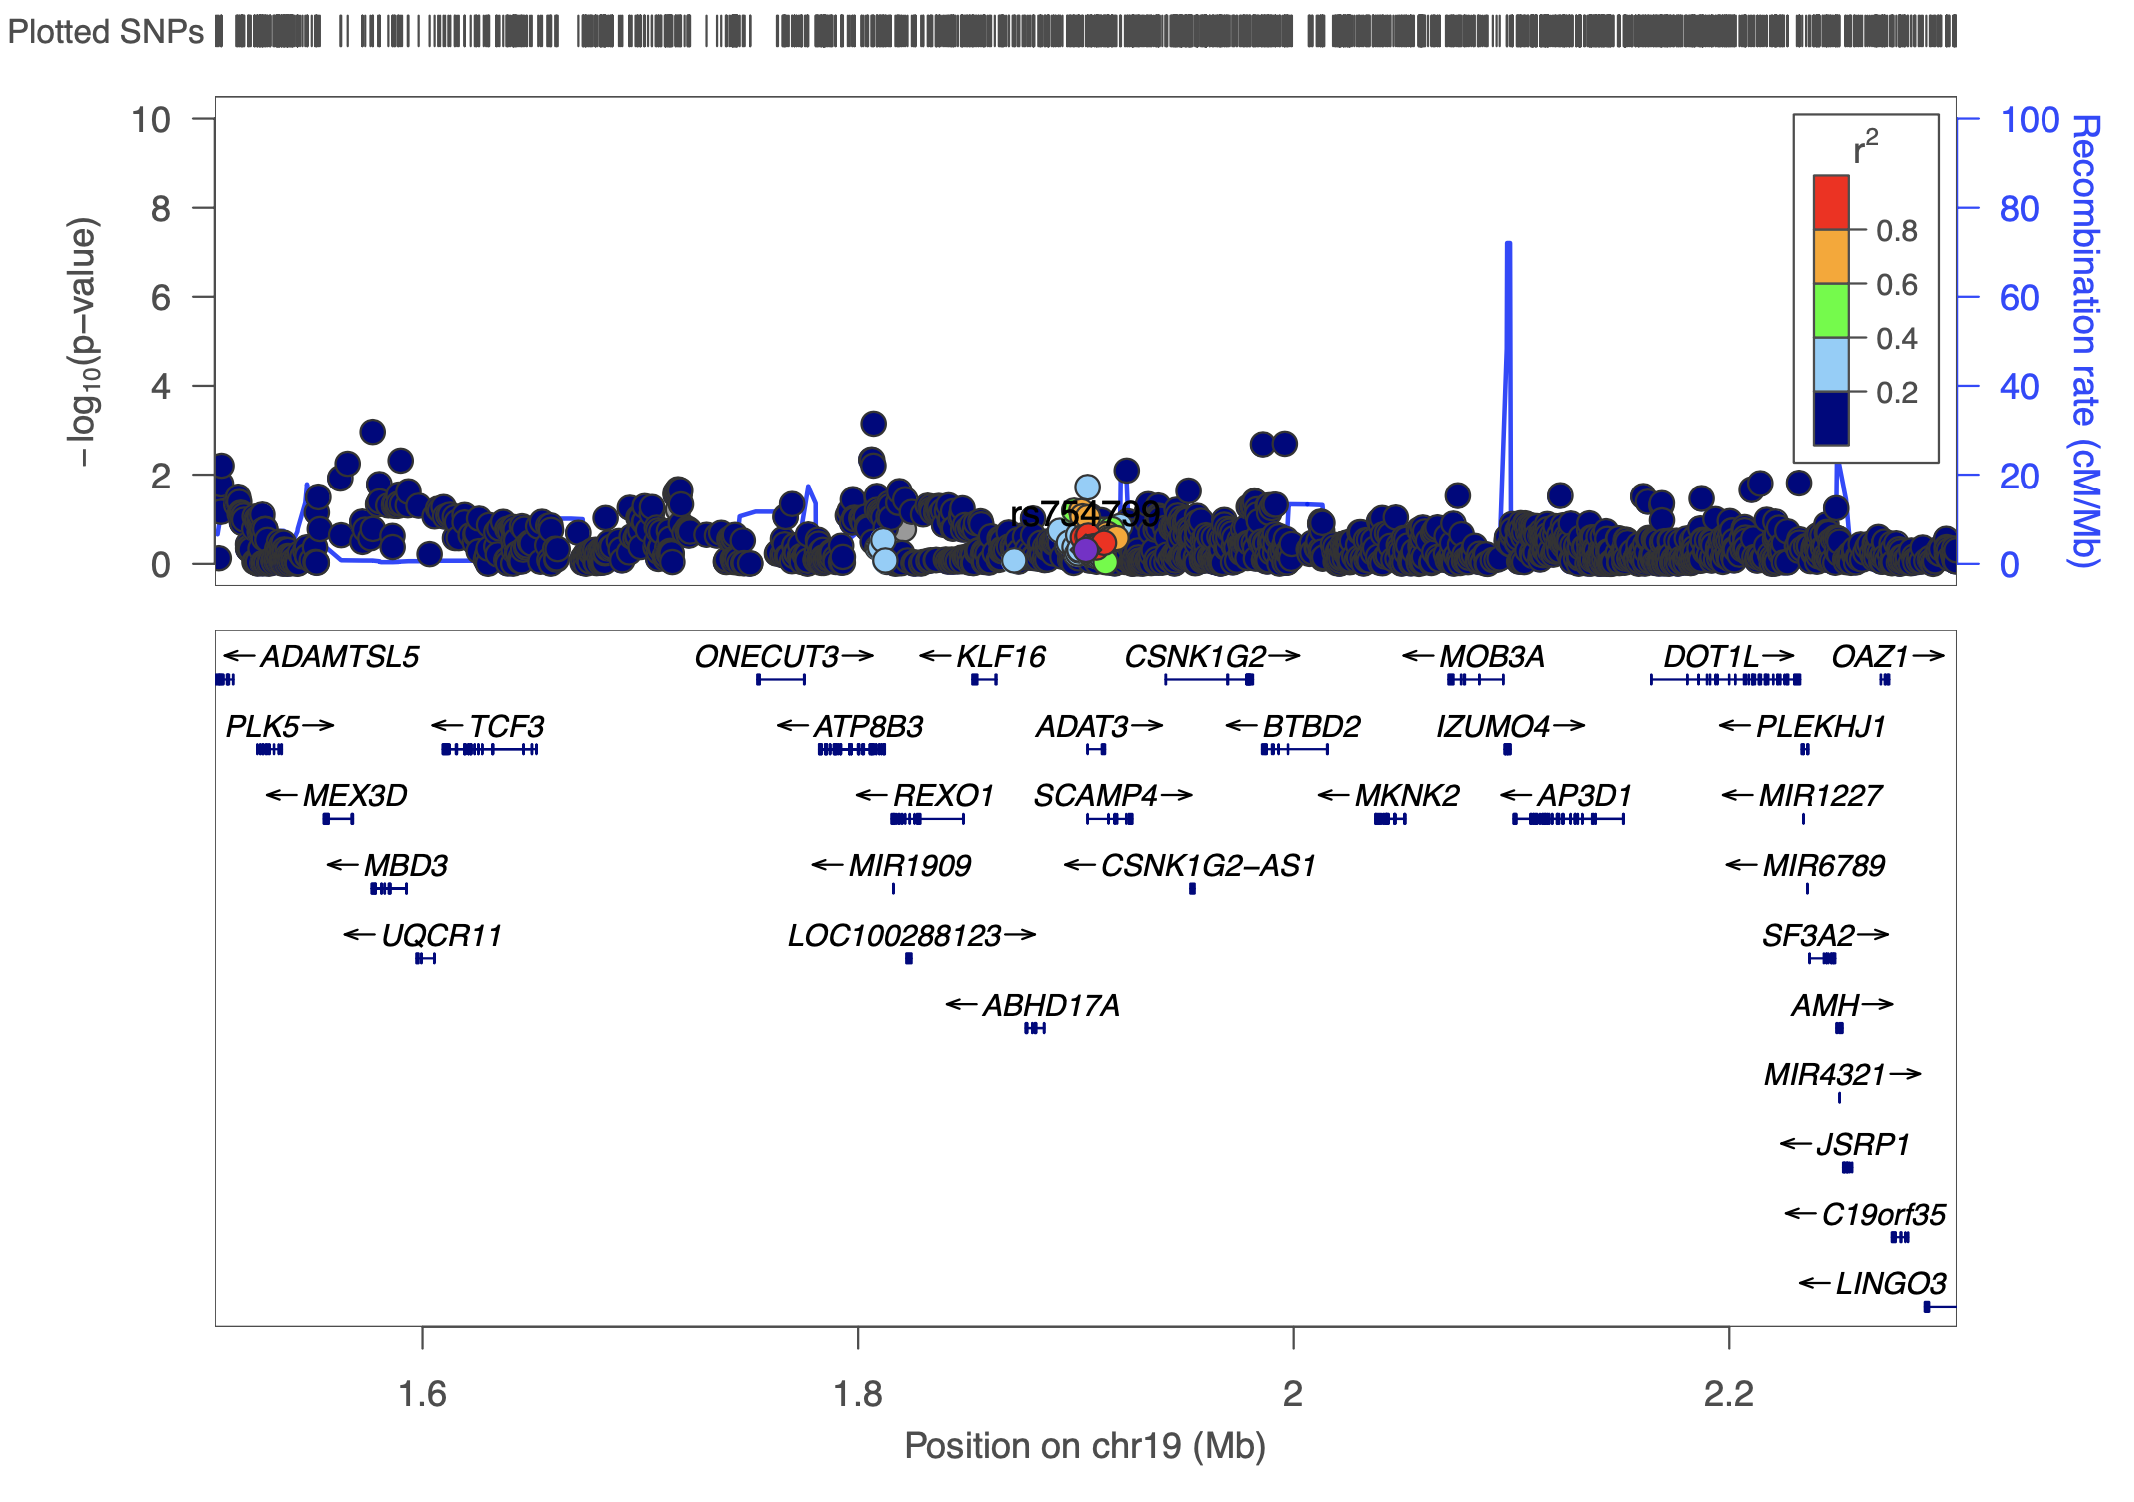 Plotted SNPs
10
8
6
4
2
0
−log10(p−value)
100
80
60
40
20
0
Recombination rate (cM/Mb)
r2
0.8
0.6
0.4
0.2
rs754799
ADAMTSL5 ONECUT3 KLF16 CSNK1G2 MOB3A DOT1L OAZ1
PLK5 TCF3 ATP8B3 ADAT3 BTBD2 IZUMO4 PLEKHJ1
MEX3D REXO1 SCAMP4 MKNK2 AP3D1 MIR1227
MBD3 MIR1909 CSNK1G2−AS1 MIR6789
UQCR11 LOC100288123 SF3A2
ABHD17A AMH
MIR4321
JSRP1
C19orf35
LINGO3
1.6 1.8 2 2.2
Position on chr19 (Mb)